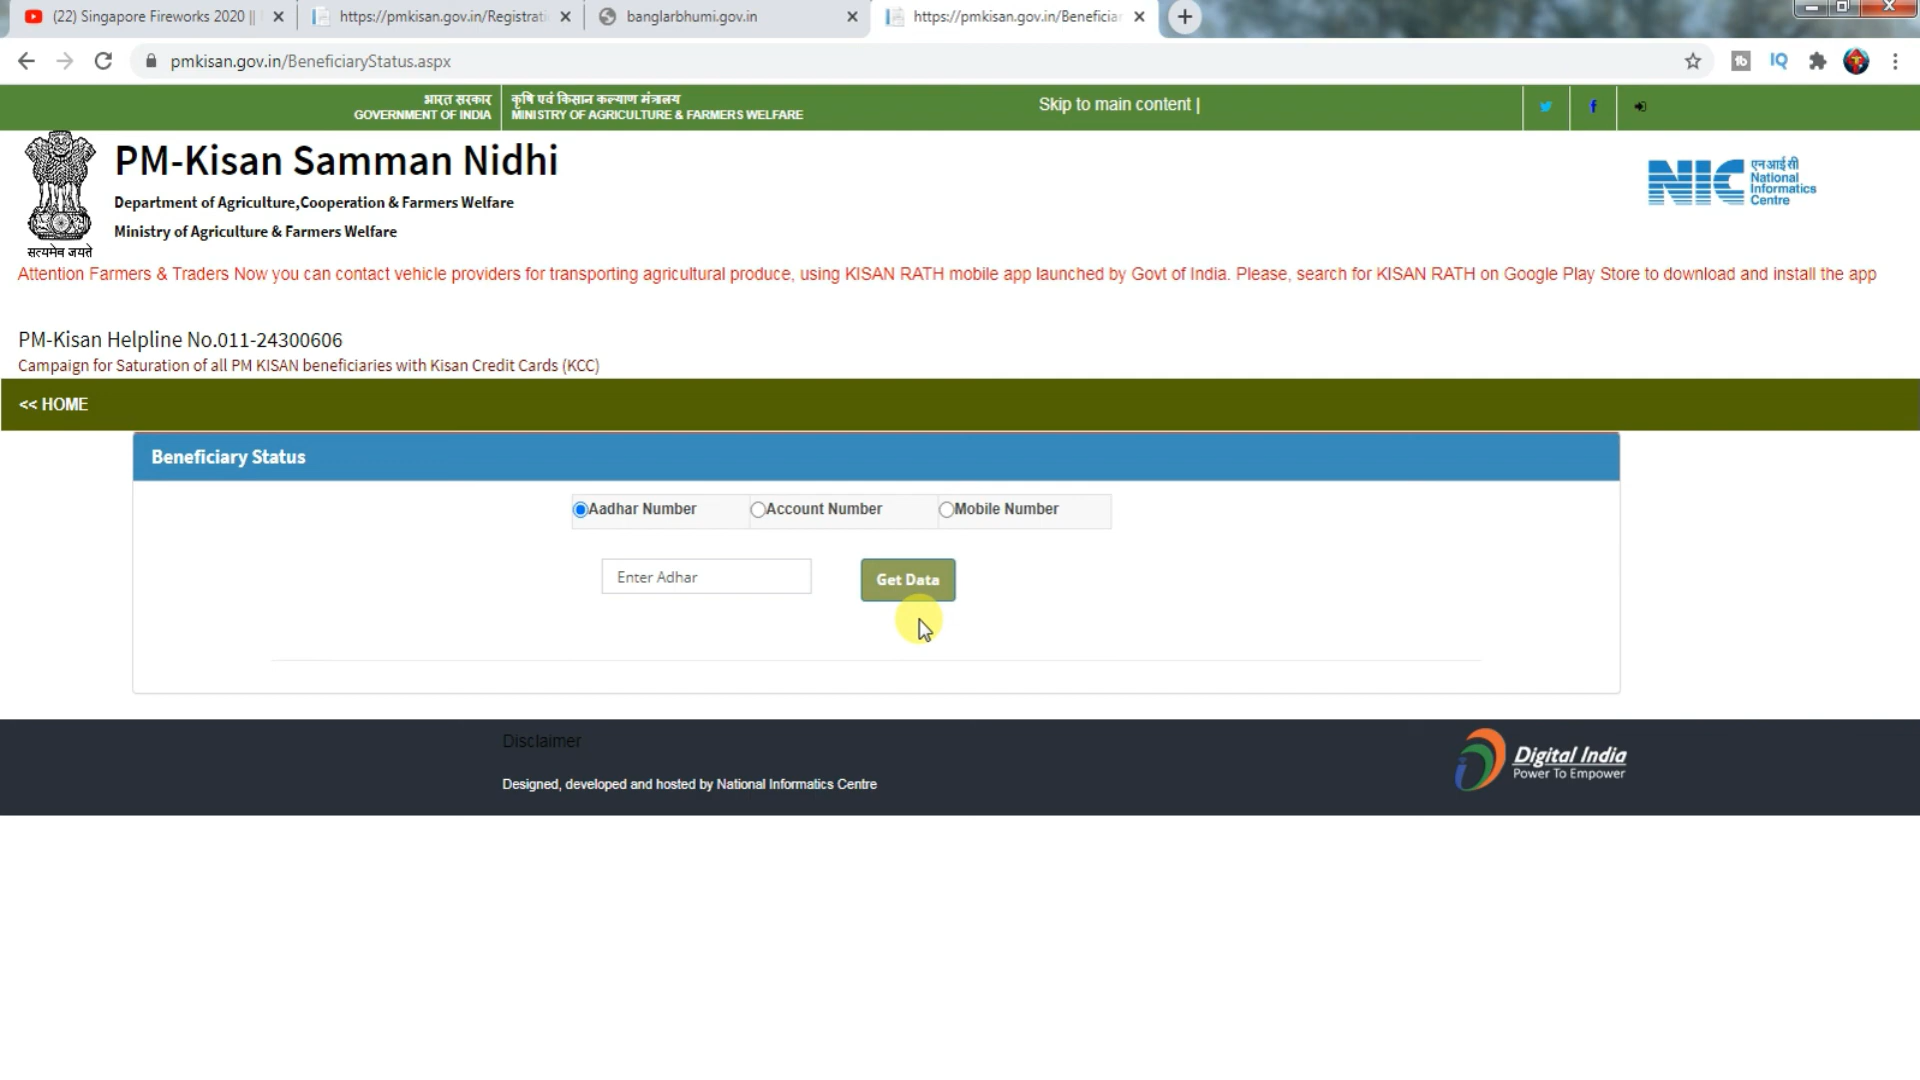 (22) Singapore Fireworks 2020 ||
https://pmkisan.gov.in/Registrati
banglarbhumi.gov.in
https://pmkisan.gov.in/Beneficiar
pmkisan.gov.in/BeneficiaryStatus.aspx
IQ
भारत सरकार
GOVERNMENT OF INDIA
कृषि एवं किसान कल्याण मंत्रालय
MINISTRY OF AGRICULTURE & FARMERS WELFARE
Skip to main content |
PM-Kisan Samman Nidhi
Department of Agriculture,Cooperation & Farmers Welfare
Ministry of Agriculture & Farmers Welfare
सत्यमेव जयते
NIC
एन आई सी
National
Informatics
Centre
Attention Farmers & Traders Now you can contact vehicle providers for transporting agricultural produce, using KISAN RATH mobile app launched by Govt of India. Please, search for KISAN RATH on Google Play Store to download and install the app
PM-Kisan Helpline No.011-24300606
Campaign for Saturation of all PM KISAN beneficiaries with Kisan Credit Cards (KCC)
<< HOME
Beneficiary Status
Aadhar Number
Account Number
Mobile Number
Enter Adhar
Get Data
Disclaimer
Designed, developed and hosted by National Informatics Centre
Digital India
Power To Empower